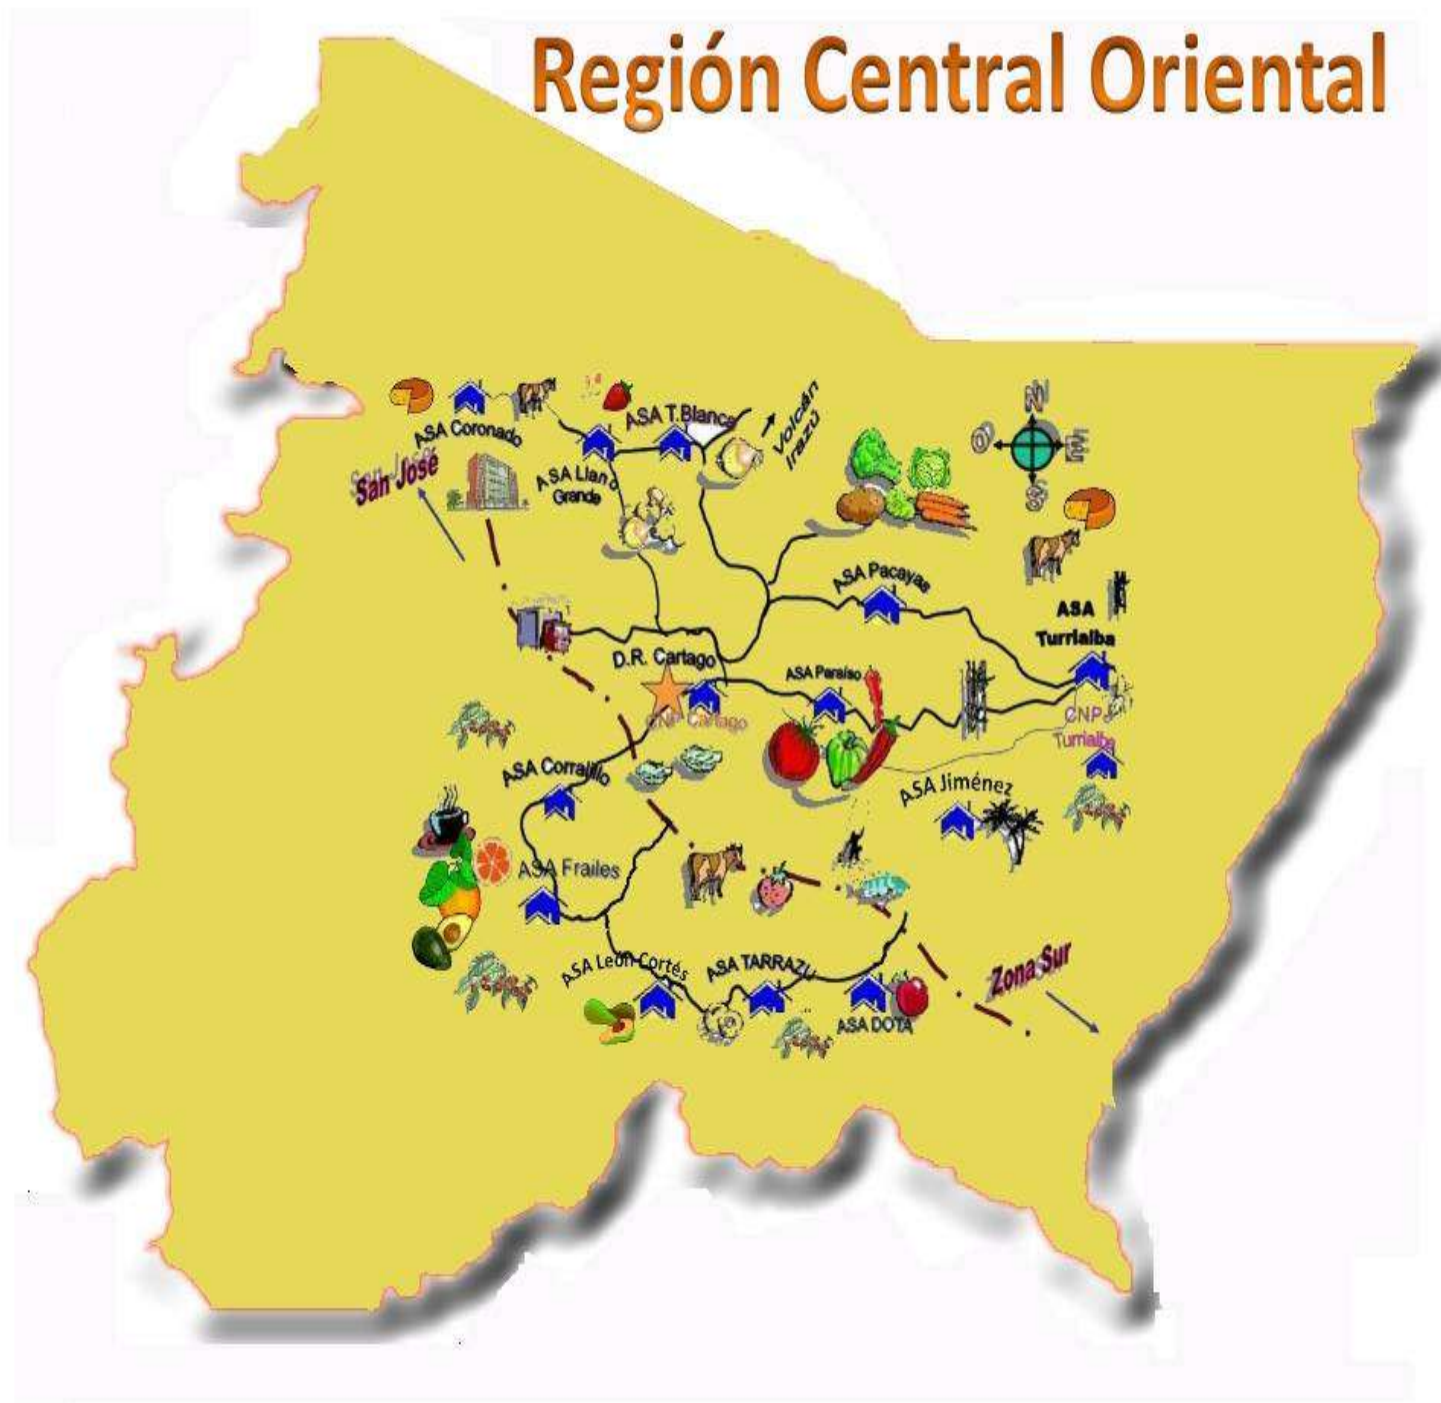 Región Central Oriental
ASA Coronado
San José
ASA Llano
Grande
ASA T.Blanca
Volcán
Irazú
N
O
E
S
ASA Pacayas
ASA
Turrialba
D.R. Cartago
CNP Cartago
ASA Paraíso
CNP
Turrialba
ASA Corralillo
ASA Jiménez
ASA Frailes
ASA León Cortés
ASA TARRAZU
ASA DOTA
Zona Sur